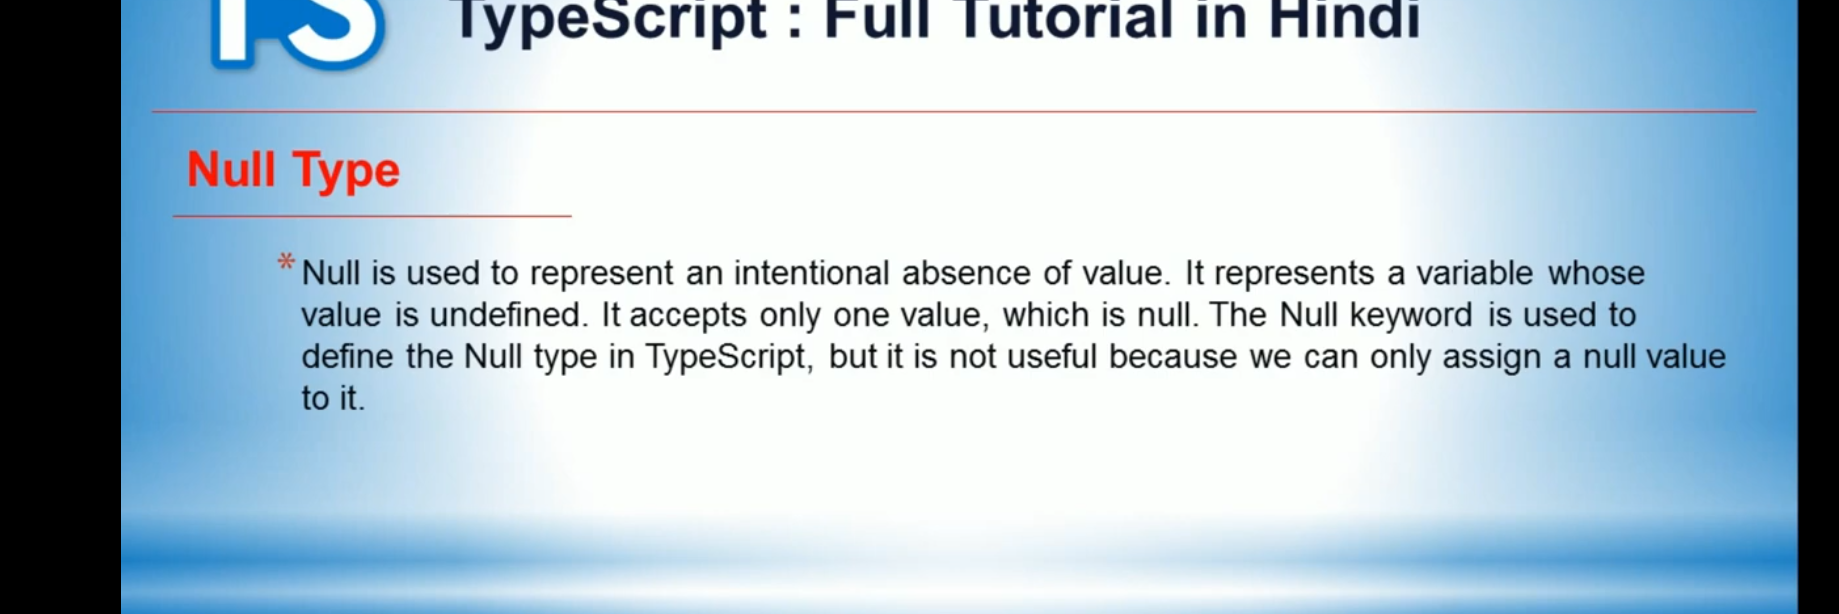 TS
TypeScript : Full Tutorial in Hindi
Null Type
* Null is used to represent an intentional absence of value. It represents a variable whose
value is undefined. It accepts only one value, which is null. The Null keyword is used to
define the Null type in TypeScript, but it is not useful because we can only assign a null value
to it.